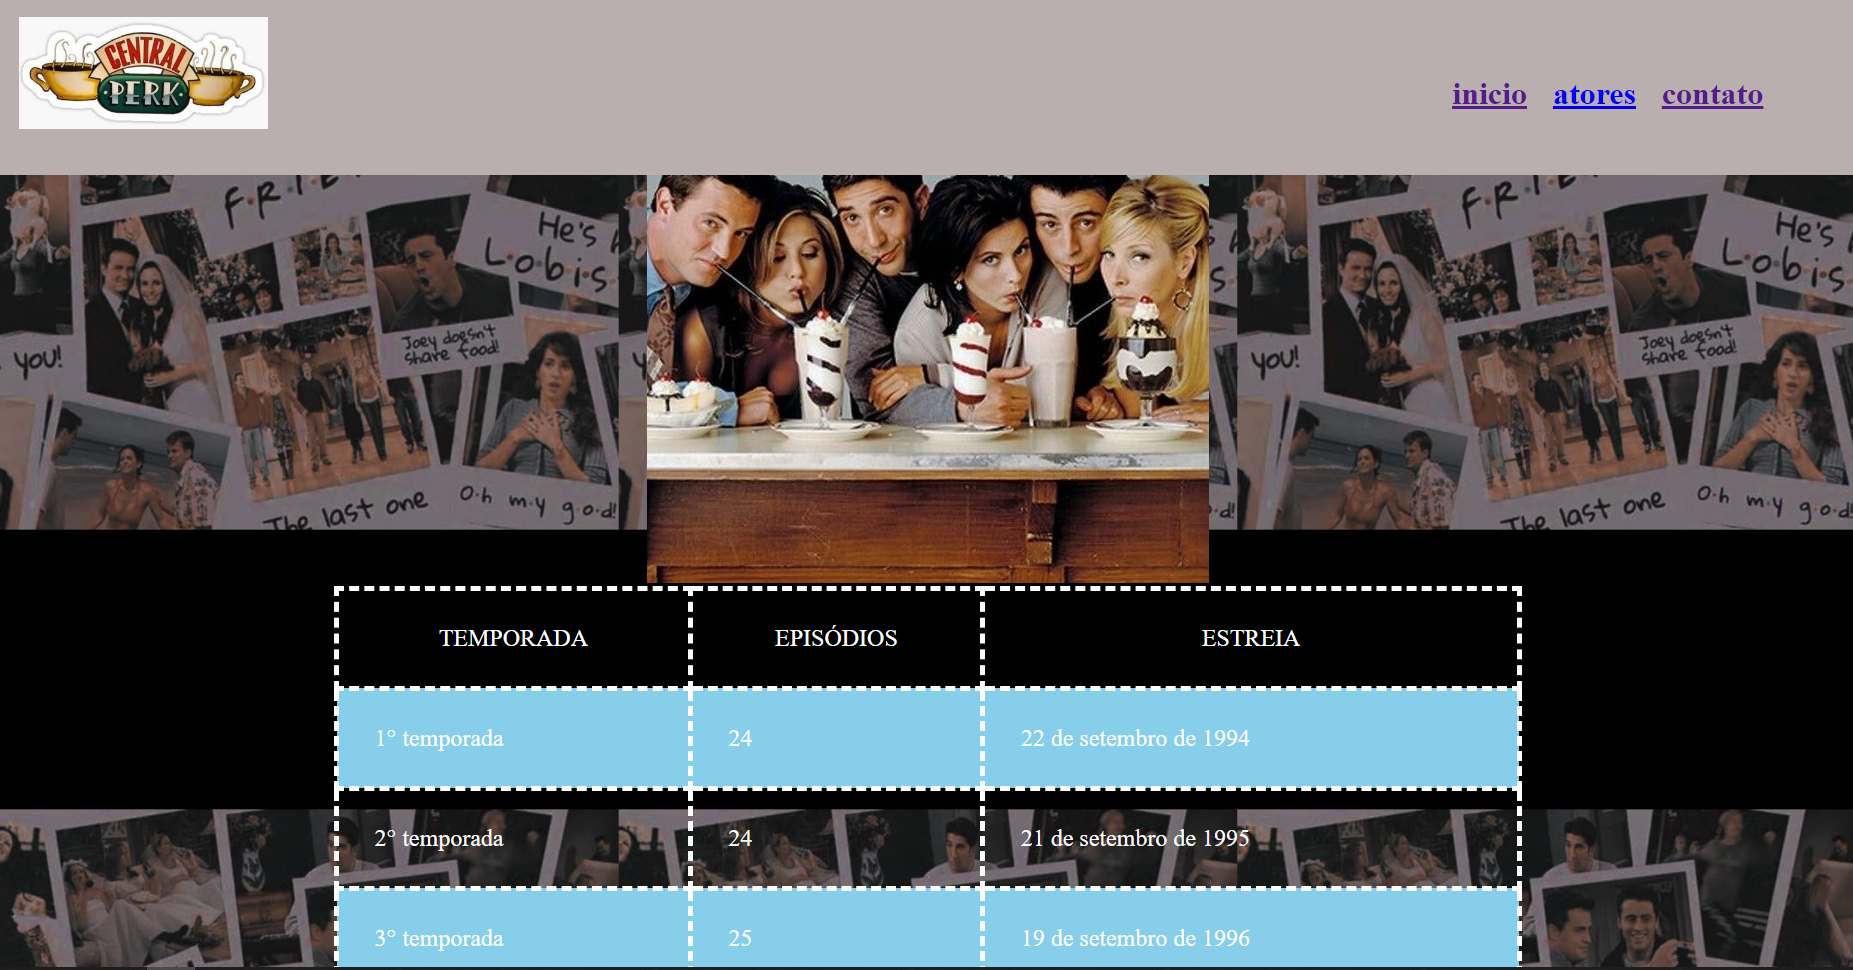 CENTRAL
PERK
inicio atores contato
F·R·I·E
He's
L·o·b·i·s
YOU!
Joey doesn't
share food!
The last one
O·h m·y g·o·d!
F·R·I·E
He's
L·o·b·i·s
YOU!
Joey doesn't
share food!
The last one
O·h m·y g·o·d!
TEMPORADA EPISÓDIOS ESTREIA
1° temporada 24 22 de setembro de 1994
2° temporada 24 21 de setembro de 1995
3° temporada 25 19 de setembro de 1996